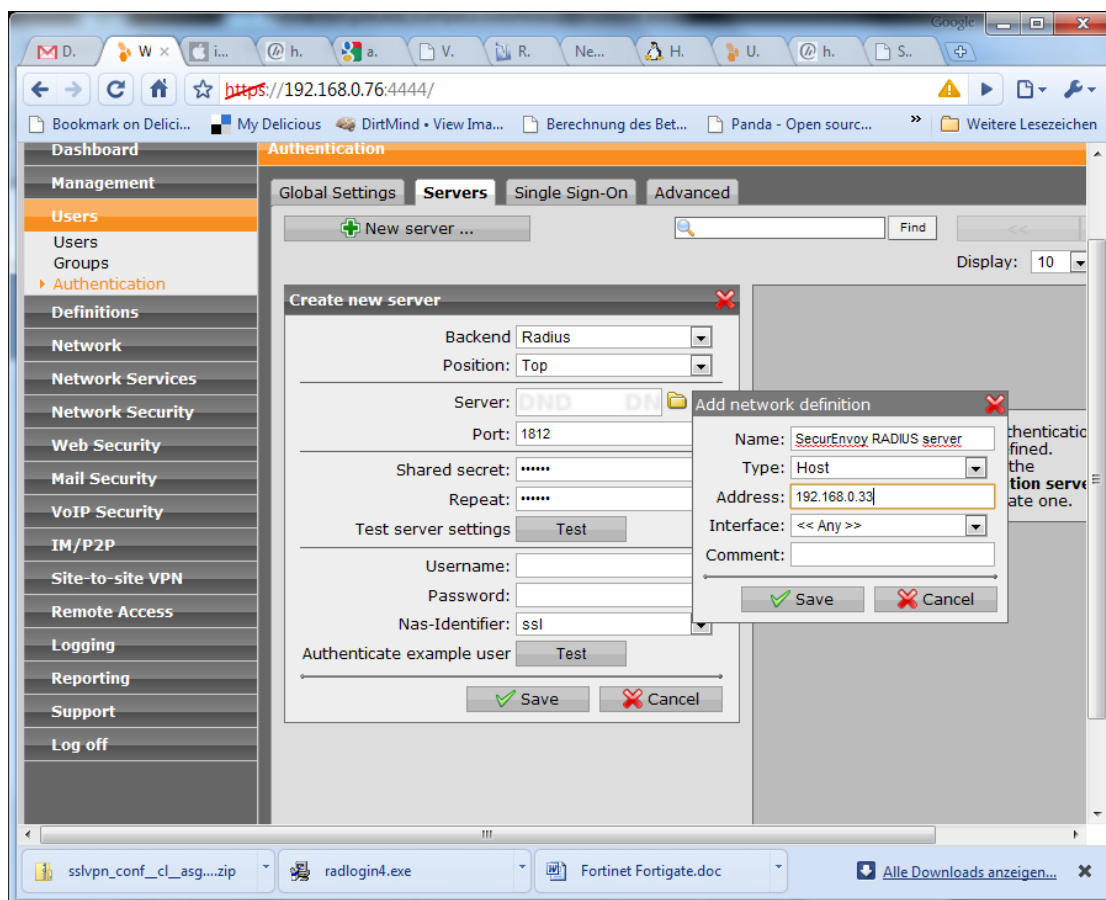 Google
D. W × i... h. a. V. R. Ne... H. U. h. S..
https://192.168.0.76:4444/
Bookmark on Delici... My Delicious DirtMind • View Ima... Berechnung des Bet... Panda - Open sourc... » Weitere Lesezeichen
Dashboard
Management
Users
Users
Groups
Authentication
Definitions
Network
Network Services
Network Security
Web Security
Mail Security
VoIP Security
IM/P2P
Site-to-site VPN
Remote Access
Logging
Reporting
Support
Log off
Authentication
Global Settings Servers Single Sign-On Advanced
New server ... Find <<
Display: 10
Create new server
Backend Radius
Position: Top
Server: DND DN
Port: 1812
Shared secret: ••••••
Repeat: ••••••
Test server settings Test
Username:
Password:
Nas-Identifier: ssl
Authenticate example user Test
Save Cancel
Add network definition
Name: SecurEnvoy RADIUS server
Type: Host
Address: 192.168.0.33
Interface: << Any >>
Comment:
Save Cancel
thenticatio
fined.
the
tion serve
ate one.
sslvpn_conf__cl_asg....zip radlogin4.exe Fortinet Fortigate.doc Alle Downloads anzeigen...